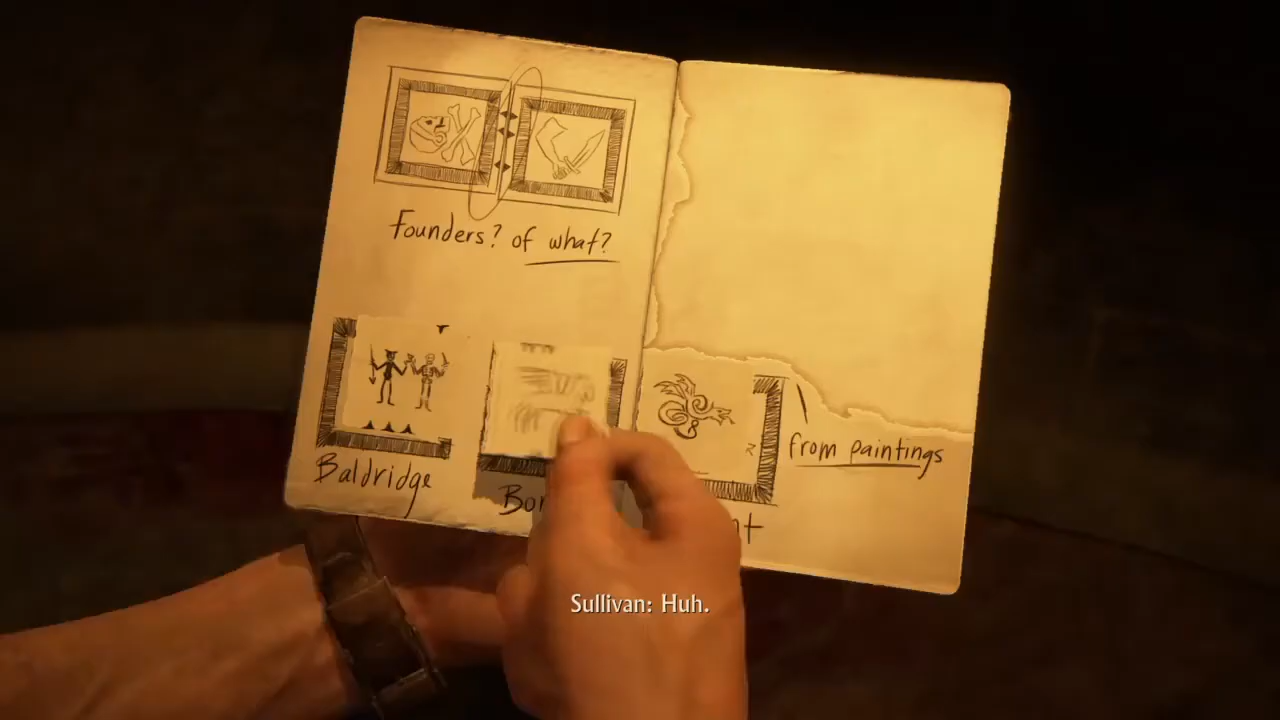 Founders? of what?
Baldridge
from paintings
Sullivan: Huh.